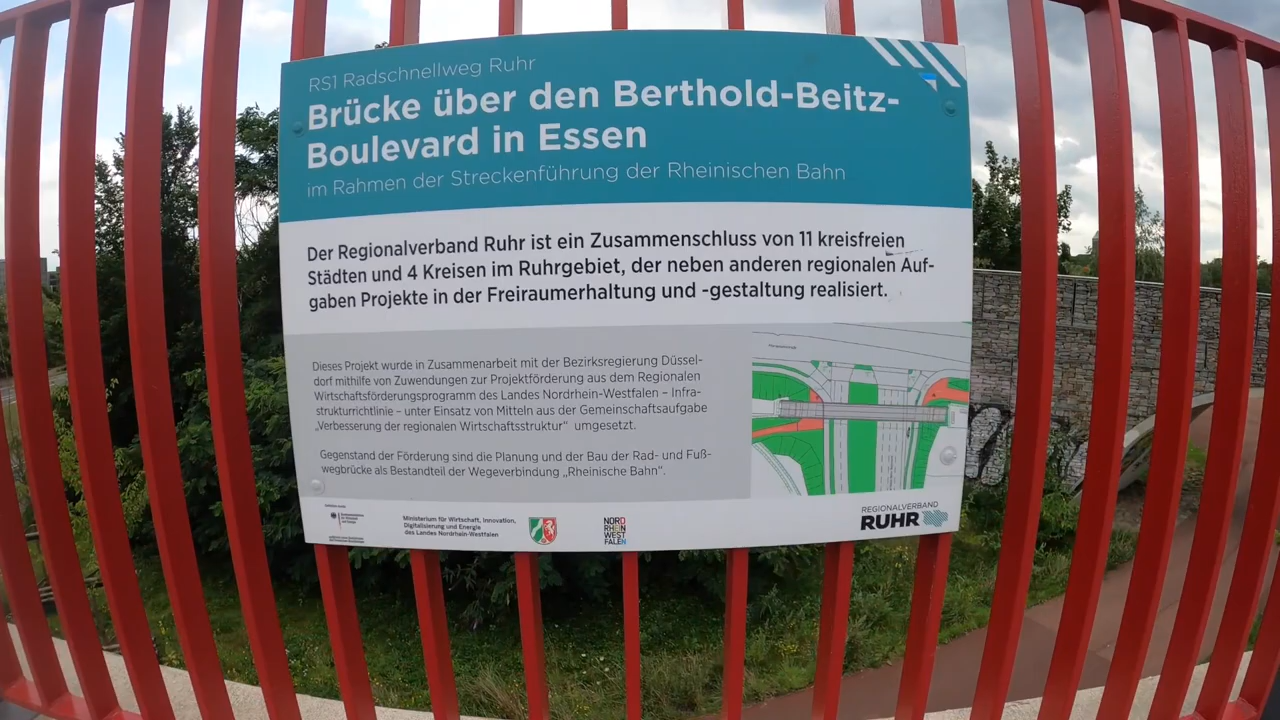 RS1 Radschnellweg Ruhr
Brücke über den Berthold-Beitz-
Boulevard in Essen
im Rahmen der Streckenführung der Rheinischen Bahn
Der Regionalverband Ruhr ist ein Zusammenschluss von 11 kreisfreien
Städten und 4 Kreisen im Ruhrgebiet, der neben anderen regionalen Auf-
gaben Projekte in der Freiraumerhaltung und -gestaltung realisiert.
Dieses Projekt wurde in Zusammenarbeit mit der Bezirksregierung Düssel-
dorf mithilfe von Zuwendungen zur Projektförderung aus dem Regionalen
Wirtschaftsförderungsprogramm des Landes Nordrhein-Westfalen – Infra-
strukturrichtlinie – unter Einsatz von Mitteln aus der Gemeinschaftsaufgabe
„Verbesserung der regionalen Wirtschaftsstruktur“ umgesetzt.
Gegenstand der Förderung sind die Planung und der Bau der Rad- und Fuß-
wegbrücke als Bestandteil der Wegeverbindung „Rheinische Bahn“.
Ministerium für Wirtschaft, Innovation,
Digitalisierung und Energie
des Landes Nordrhein-Westfalen
NORD
RHEIN
WEST
FALEN
REGIONALVERBAND
RUHR